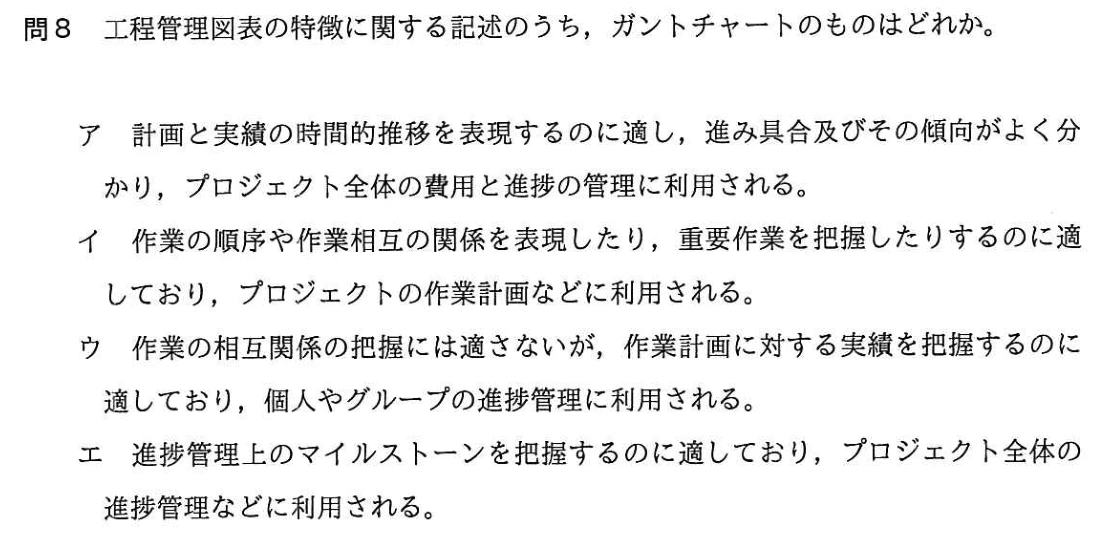 問8　工程管理図表の特徴に関する記述のうち，ガントチャートのものはどれか。
ア　計画と実績の時間的推移を表現するのに適し，進み具合及びその傾向がよく分
かり，プロジェクト全体の費用と進捗の管理に利用される。
イ　作業の順序や作業相互の関係を表現したり，重要作業を把握したりするのに適
しており，プロジェクトの作業計画などに利用される。
ウ　作業の相互関係の把握には適さないが，作業計画に対する実績を把握するのに
適しており，個人やグループの進捗管理に利用される。
エ　進捗管理上のマイルストーンを把握するのに適しており，プロジェクト全体の
進捗管理などに利用される。